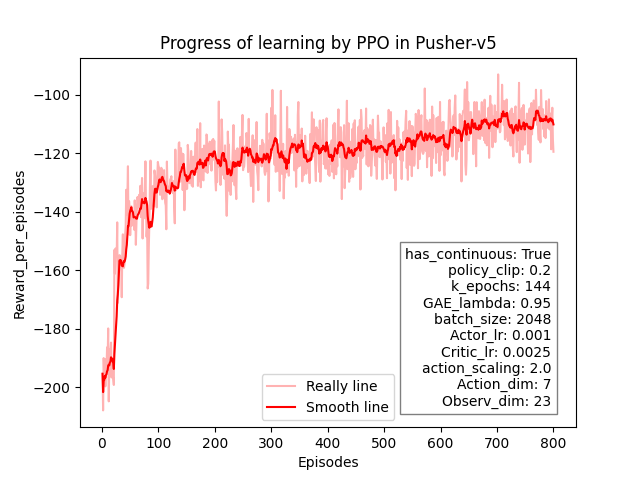 Progress of learning by PPO in Pusher-v5
Reward_per_episodes
−100
−120
−140
−160
−180
−200
has_continuous: True
policy_clip: 0.2
k_epochs: 144
GAE_lambda: 0.95
batch_size: 2048
Actor_lr: 0.001
Critic_lr: 0.0025
action_scaling: 2.0
Action_dim: 7
Observ_dim: 23
Really line
Smooth line
0 100 200 300 400 500 600 700 800
Episodes